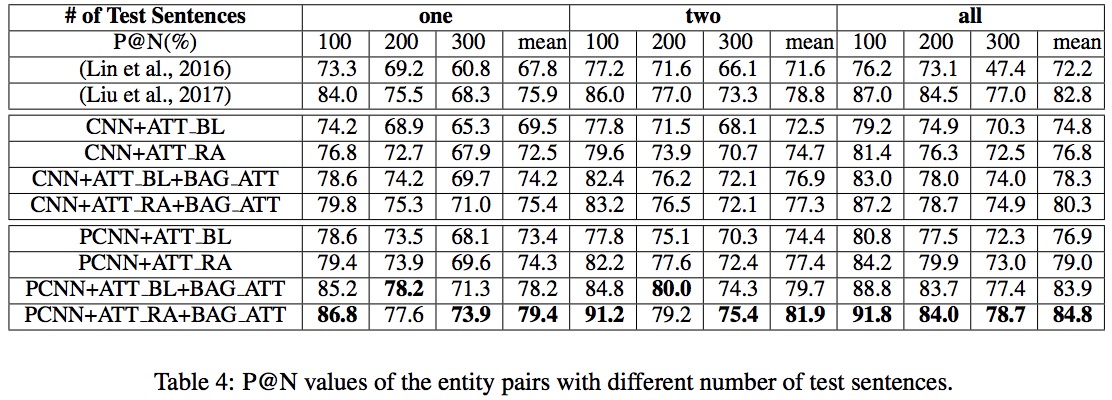 # of Test Sentences one two all
P@N(%) 100 200 300 mean 100 200 300 mean 100 200 300 mean
(Lin et al., 2016) 73.3 69.2 60.8 67.8 77.2 71.6 66.1 71.6 76.2 73.1 47.4 72.2
(Liu et al., 2017) 84.0 75.5 68.3 75.9 86.0 77.0 73.3 78.8 87.0 84.5 77.0 82.8
CNN+ATT_BL 74.2 68.9 65.3 69.5 77.8 71.5 68.1 72.5 79.2 74.9 70.3 74.8
CNN+ATT_RA 76.8 72.7 67.9 72.5 79.6 73.9 70.7 74.7 81.4 76.3 72.5 76.8
CNN+ATT_BL+BAG_ATT 78.6 74.2 69.7 74.2 82.4 76.2 72.1 76.9 83.0 78.0 74.0 78.3
CNN+ATT_RA+BAG_ATT 79.8 75.3 71.0 75.4 83.2 76.5 72.1 77.3 87.2 78.7 74.9 80.3
PCNN+ATT_BL 78.6 73.5 68.1 73.4 77.8 75.1 70.3 74.4 80.8 77.5 72.3 76.9
PCNN+ATT_RA 79.4 73.9 69.6 74.3 82.2 77.6 72.4 77.4 84.2 79.9 73.0 79.0
PCNN+ATT_BL+BAG_ATT 85.2 78.2 71.3 78.2 84.8 80.0 74.3 79.7 88.8 83.7 77.4 83.9
PCNN+ATT_RA+BAG_ATT 86.8 77.6 73.9 79.4 91.2 79.2 75.4 81.9 91.8 84.0 78.7 84.8
Table 4: P@N values of the entity pairs with different number of test sentences.